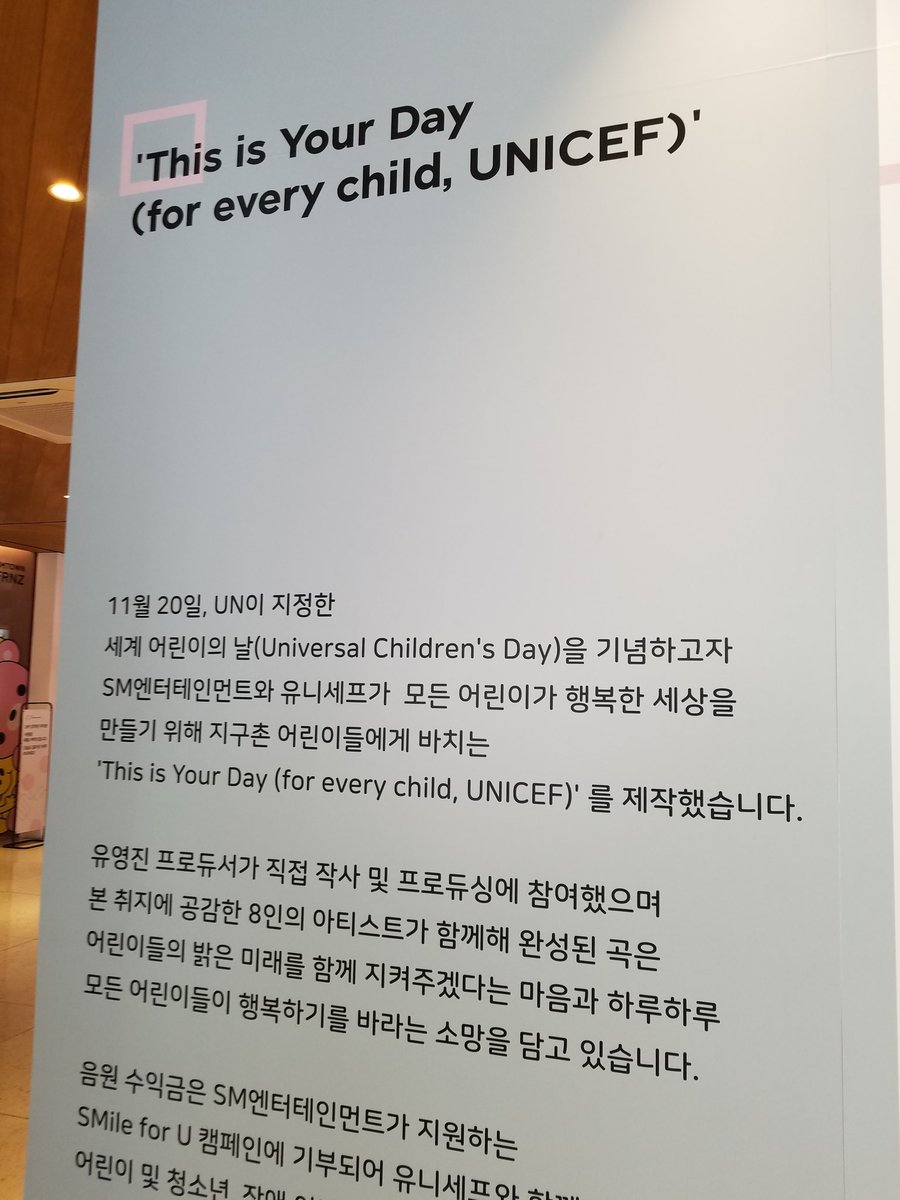 'This is Your Day
(for every child, UNICEF)'
11월 20일, UN이 지정한
세계 어린이의 날(Universal Children's Day)을 기념하고자
SM엔터테인먼트와 유니세프가 모든 어린이가 행복한 세상을
만들기 위해 지구촌 어린이들에게 바치는
'This is Your Day (for every child, UNICEF)' 를 제작했습니다.
유영진 프로듀서가 직접 작사 및 프로듀싱에 참여했으며
본 취지에 공감한 8인의 아티스트가 함께해 완성된 곡은
어린이들의 밝은 미래를 함께 지켜주겠다는 마음과 하루하루
모든 어린이들이 행복하기를 바라는 소망을 담고 있습니다.
음원 수익금은 SM엔터테인먼트가 지원하는
SMile for U 캠페인에 기부되어 유니세프와 함께
어린이 및 청소년, 장애
FRNZ